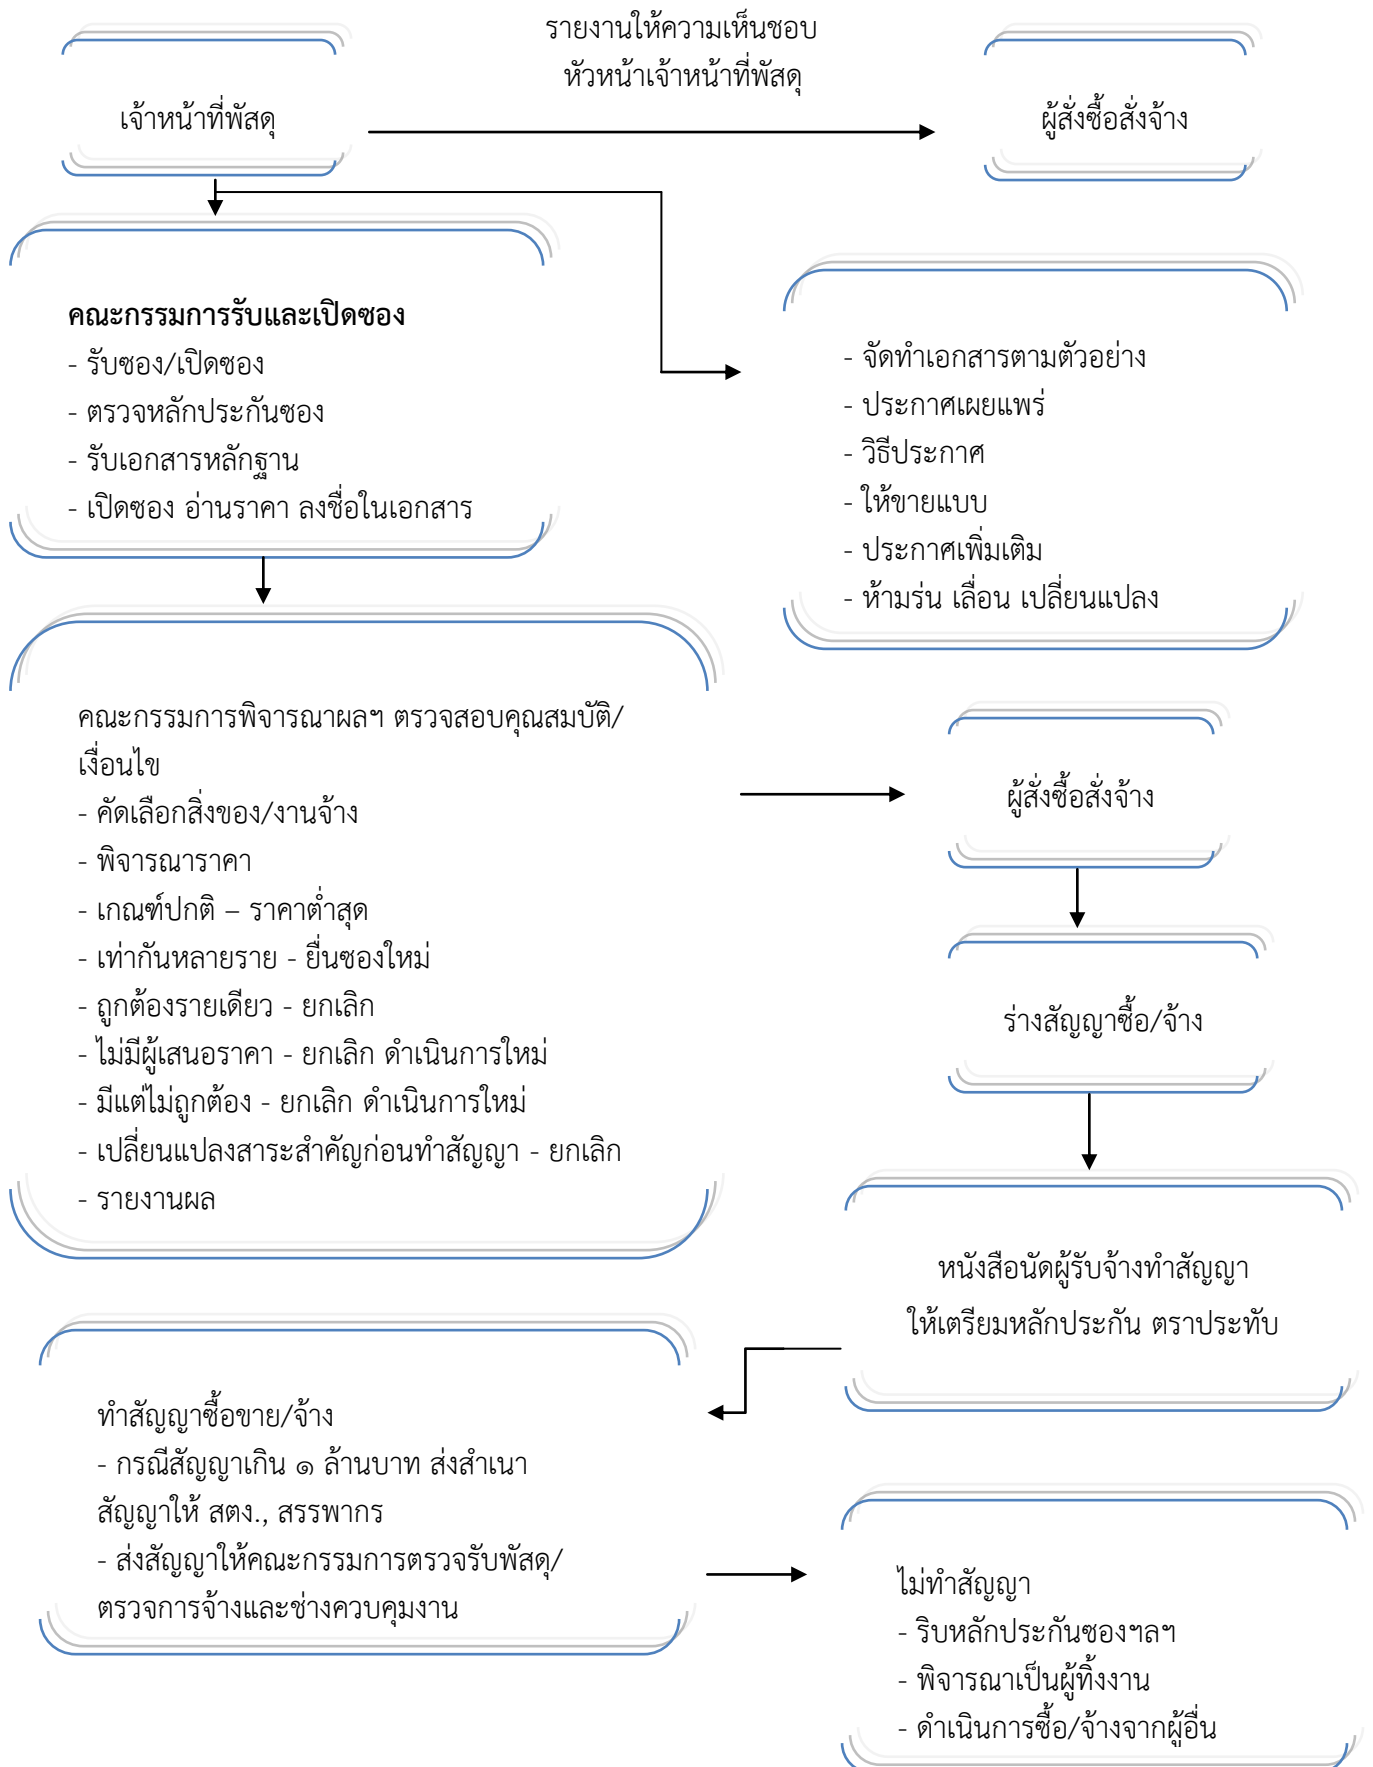 รายงานให้ความเห็นชอบ
หัวหน้าเจ้าหน้าที่พัสดุ
เจ้าหน้าที่พัสดุ
ผู้สั่งซื้อสั่งจ้าง
คณะกรรมการรับและเปิดซอง
- รับซอง/เปิดซอง
- ตรวจหลักประกันซอง
- รับเอกสารหลักฐาน
- เปิดซอง อ่านราคา ลงชื่อในเอกสาร
- จัดทำเอกสารตามตัวอย่าง
- ประกาศเผยแพร่
- วิธีประกาศ
- ให้ขายแบบ
- ประกาศเพิ่มเติม
- ห้ามร่น เลื่อน เปลี่ยนแปลง
คณะกรรมการพิจารณาผลฯ ตรวจสอบคุณสมบัติ/
เงื่อนไข
- คัดเลือกสิ่งของ/งานจ้าง
- พิจารณาราคา
- เกณฑ์ปกติ – ราคาต่ำสุด
- เท่ากันหลายราย - ยื่นซองใหม่
- ถูกต้องรายเดียว - ยกเลิก
- ไม่มีผู้เสนอราคา - ยกเลิก ดำเนินการใหม่
- มีแต่ไม่ถูกต้อง - ยกเลิก ดำเนินการใหม่
- เปลี่ยนแปลงสาระสำคัญก่อนทำสัญญา - ยกเลิก
- รายงานผล
ผู้สั่งซื้อสั่งจ้าง
ร่างสัญญาซื้อ/จ้าง
หนังสือนัดผู้รับจ้างทำสัญญา
ให้เตรียมหลักประกัน ตราประทับ
ทำสัญญาซื้อขาย/จ้าง
- กรณีสัญญาเกิน ๑ ล้านบาท ส่งสำเนา
สัญญาให้ สตง., สรรพากร
- ส่งสัญญาให้คณะกรรมการตรวจรับพัสดุ/
ตรวจการจ้างและช่างควบคุมงาน
ไม่ทำสัญญา
- ริบหลักประกันซองฯลฯ
- พิจารณาเป็นผู้ทิ้งงาน
- ดำเนินการซื้อ/จ้างจากผู้อื่น